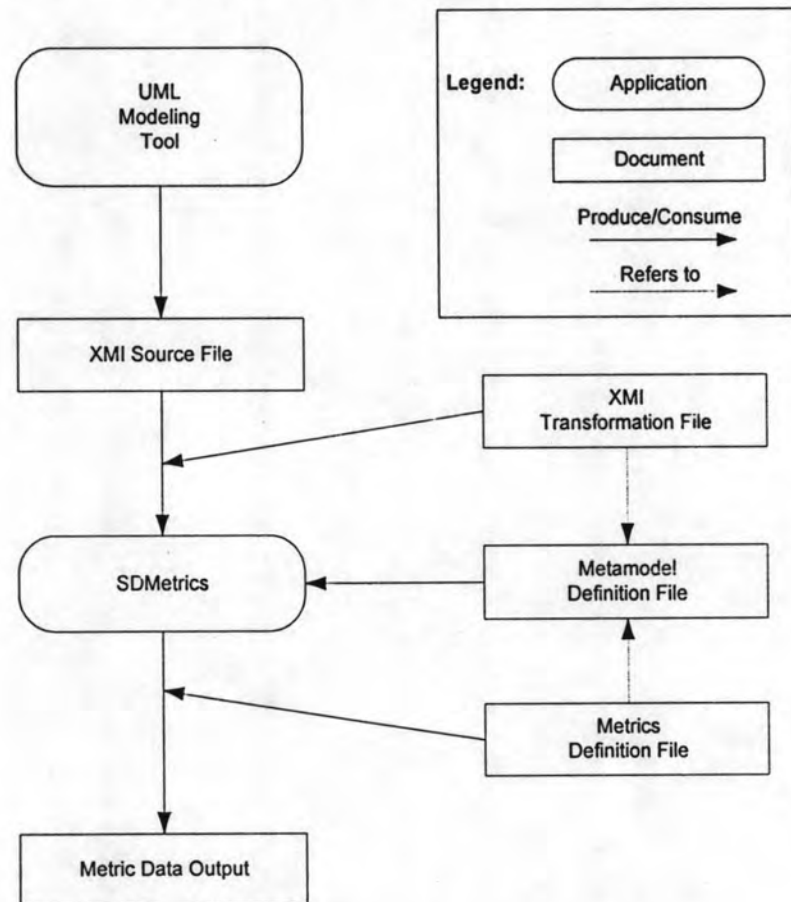 UML
Modeling
Tool
Legend:
Application
Document
Produce/Consume
Refers to
XMI Source File
XMI
Transformation File
SDMetrics
Metamodel
Definition File
Metrics
Definition File
Metric Data Output